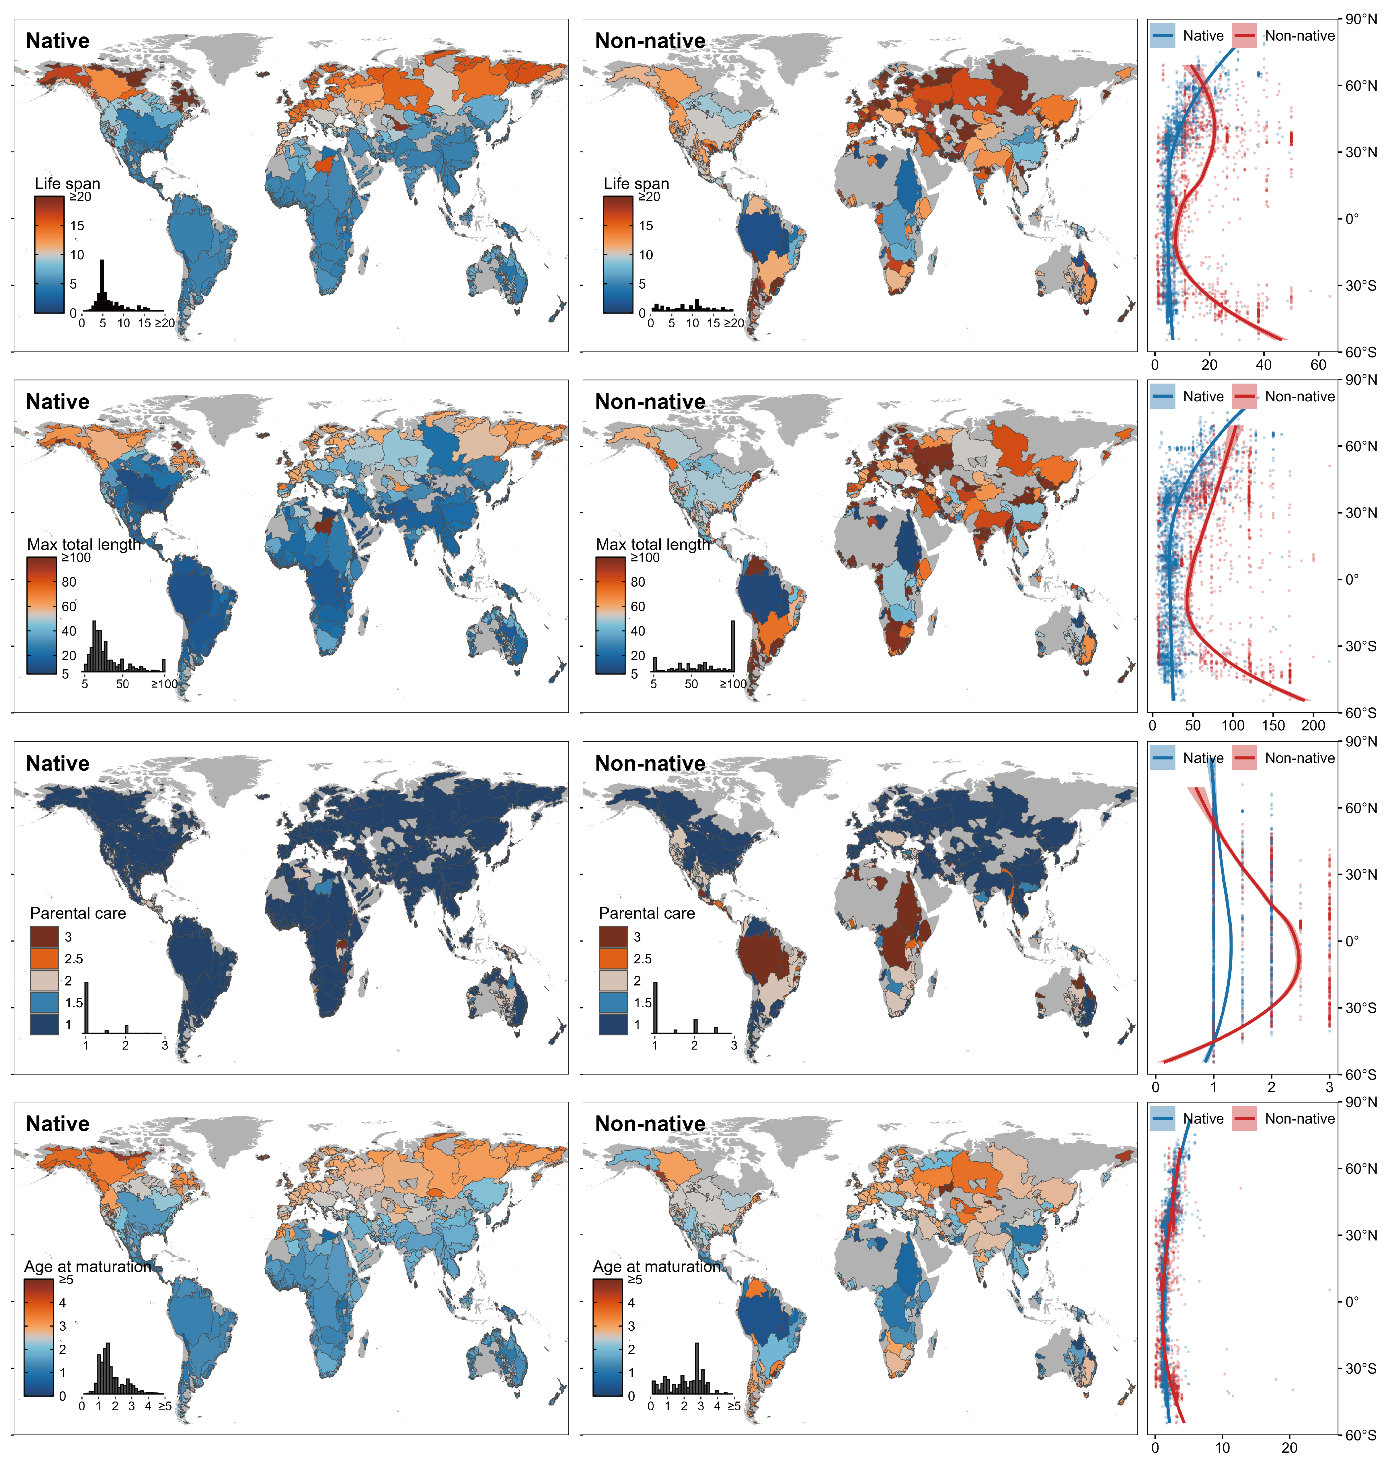 Native
Life span
≥20
15
10
5
0
0 5 10 15 ≥20
Non-native
Life span
≥20
15
10
5
0
0 5 10 15 ≥20
Native Non-native
90°N
60°N
30°N
0°
30°S
60°S
0 20 40 60
Native
Max total length
≥100
80
60
40
20
5
5 50 ≥100
Non-native
Max total length
≥100
80
60
40
20
5
5 50 ≥100
Native Non-native
90°N
60°N
30°N
0°
30°S
60°S
0 50 100 150 200
Native
Parental care
3
2.5
2
1.5
1
1 2 3
Non-native
Parental care
3
2.5
2
1.5
1
1 2 3
Native Non-native
90°N
60°N
30°N
0°
30°S
60°S
0 1 2 3
Native
Age at maturation
≥5
4
3
2
1
0
0 1 2 3 4 ≥5
Non-native
Age at maturation
≥5
4
3
2
1
0
0 1 2 3 4 ≥5
Native Non-native
90°N
60°N
30°N
0°
30°S
60°S
0 10 20